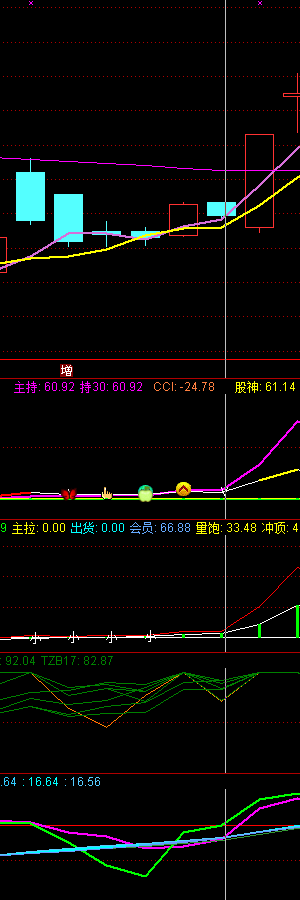 増
主持: 60.92 持30: 60.92 CCI: -24.78 股神: 61.14
9 主拉: 0.00 出货: 0.00 会员: 66.88 量饱: 33.48 冲顶: 4
小 小 小 小
: 92.04 TZB17: 82.87
.64 : 16.64 : 16.56